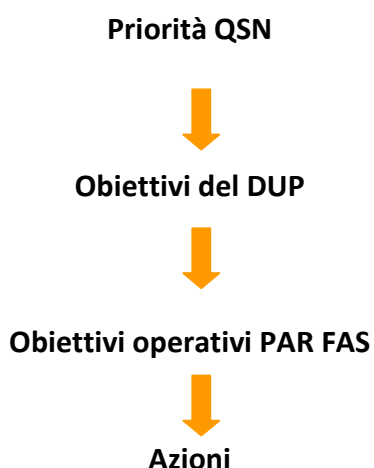 Priorità QSN
Obiettivi del DUP
Obiettivi operativi PAR FAS
Azioni